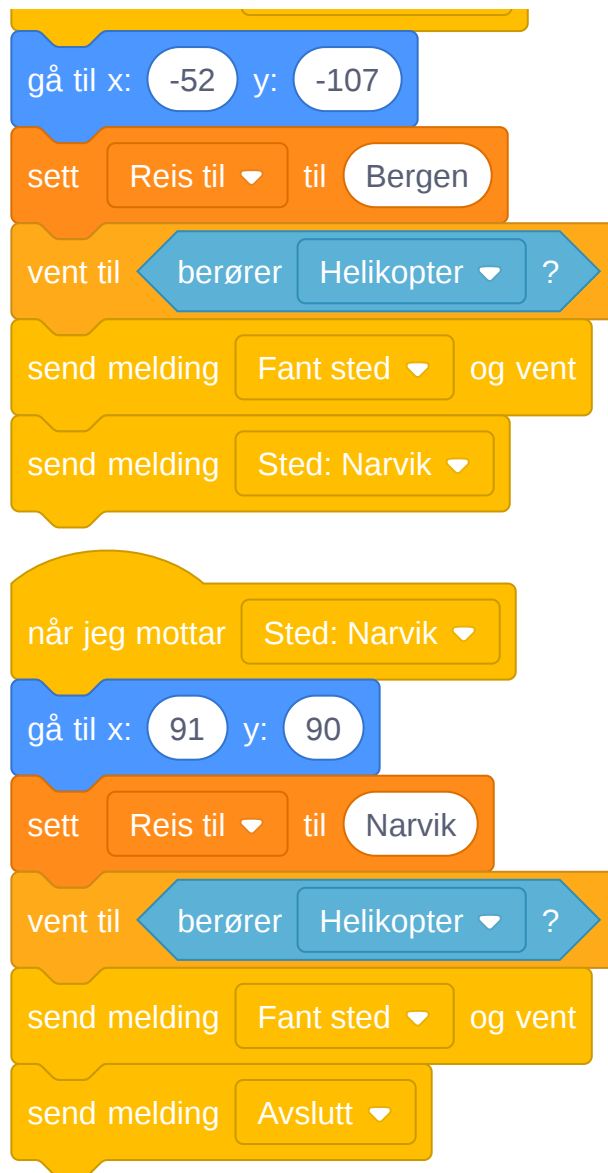 gå til x: -52 y: -107
sett Reis til til Bergen
vent til berører Helikopter ?
send melding Fant sted og vent
send melding Sted: Narvik
når jeg mottar Sted: Narvik
gå til x: 91 y: 90
sett Reis til til Narvik
vent til berører Helikopter ?
send melding Fant sted og vent
send melding Avslutt